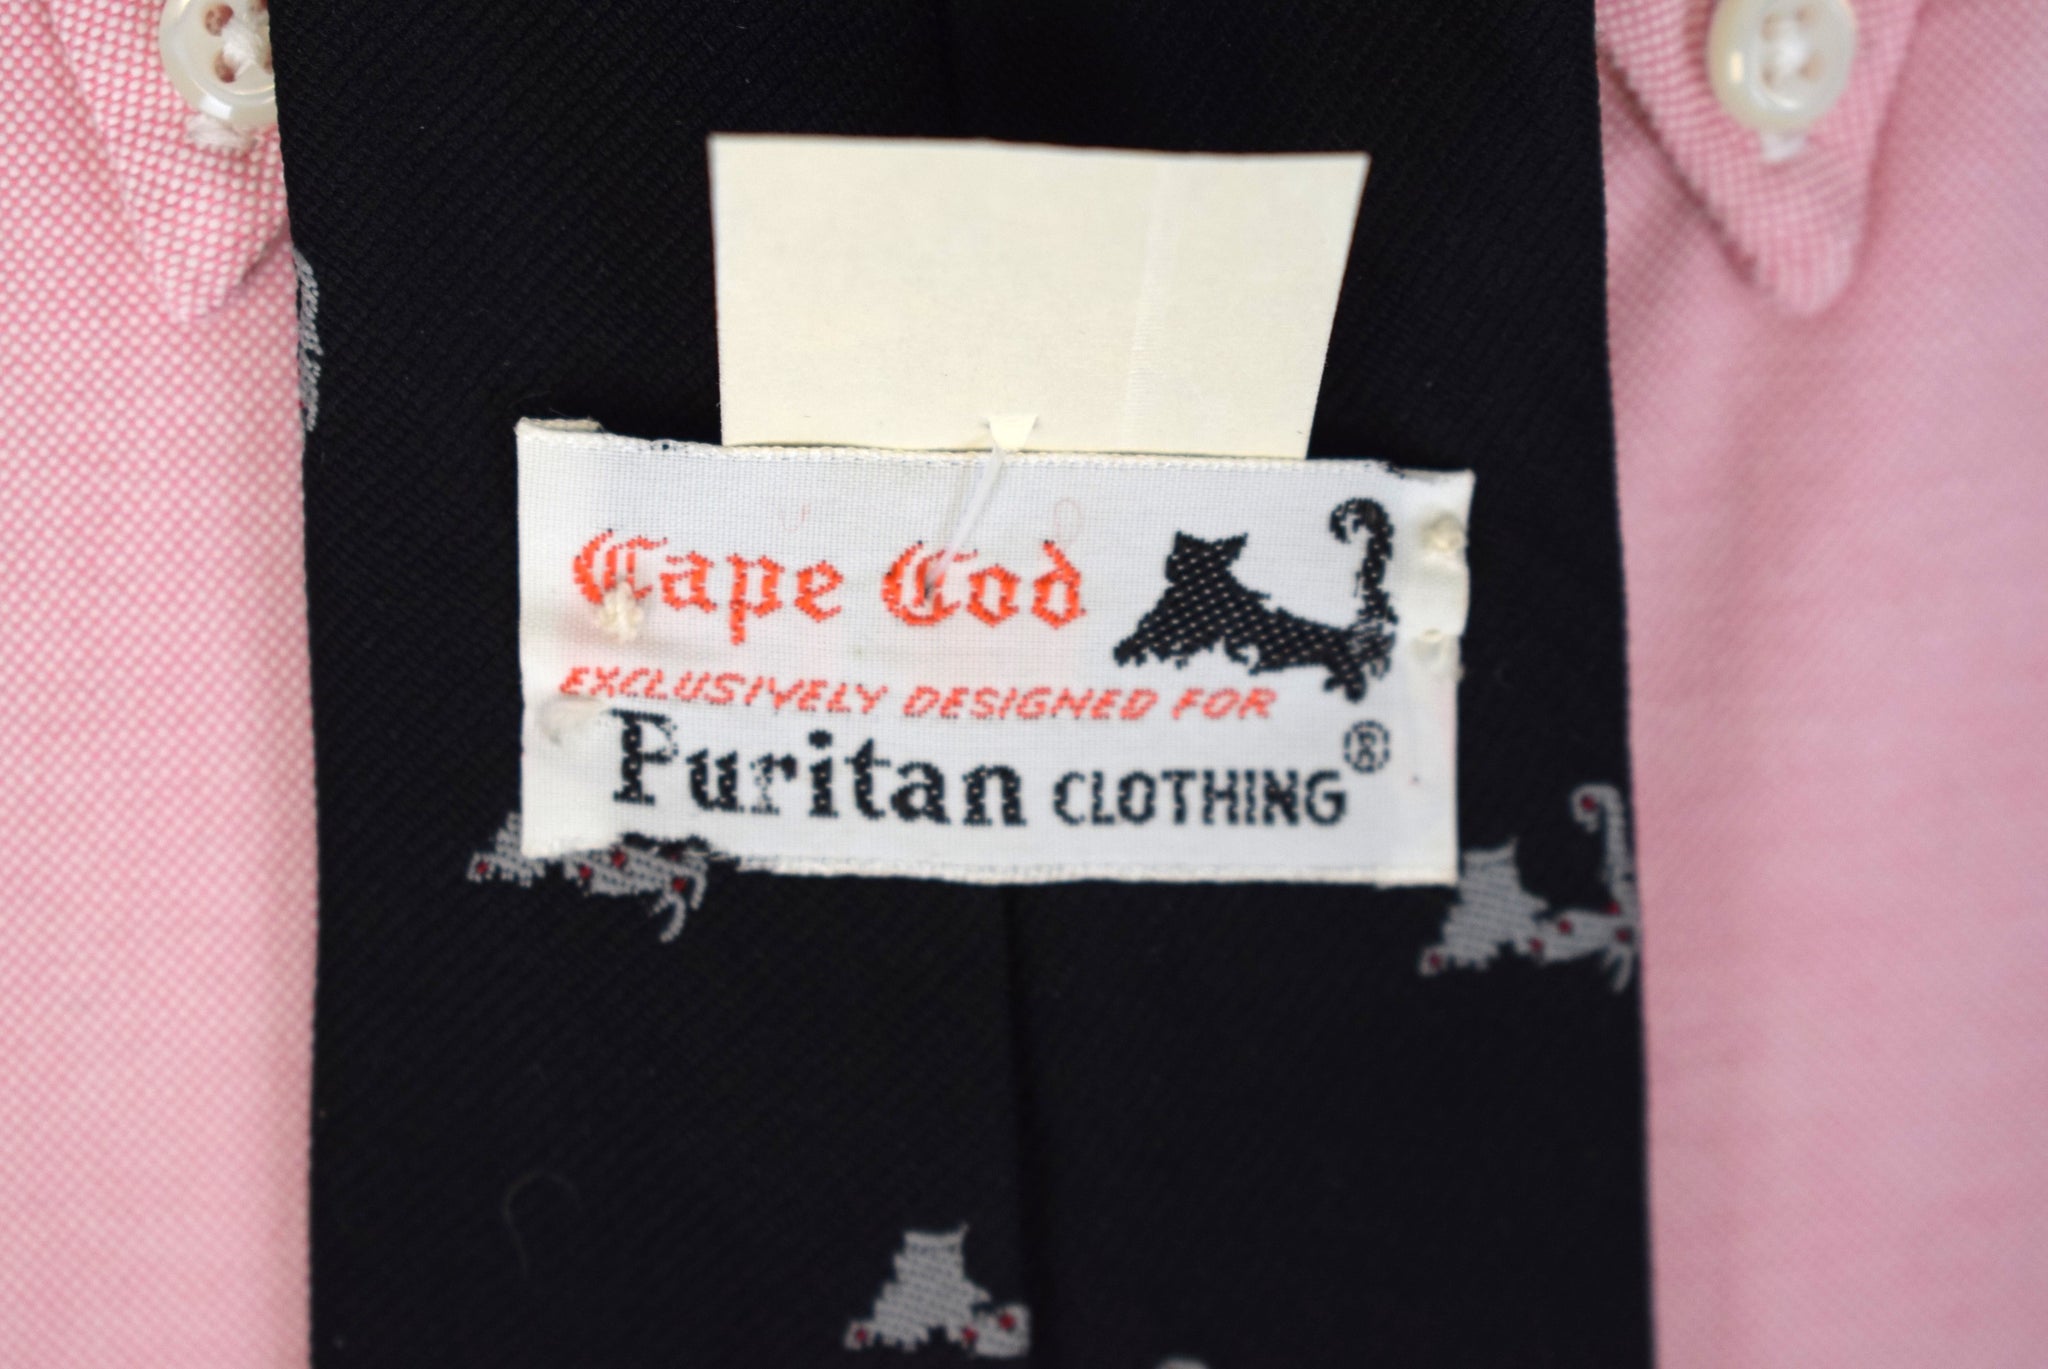 Cape Cod
EXCLUSIVELY DESIGNED FOR
Puritan CLOTHING®